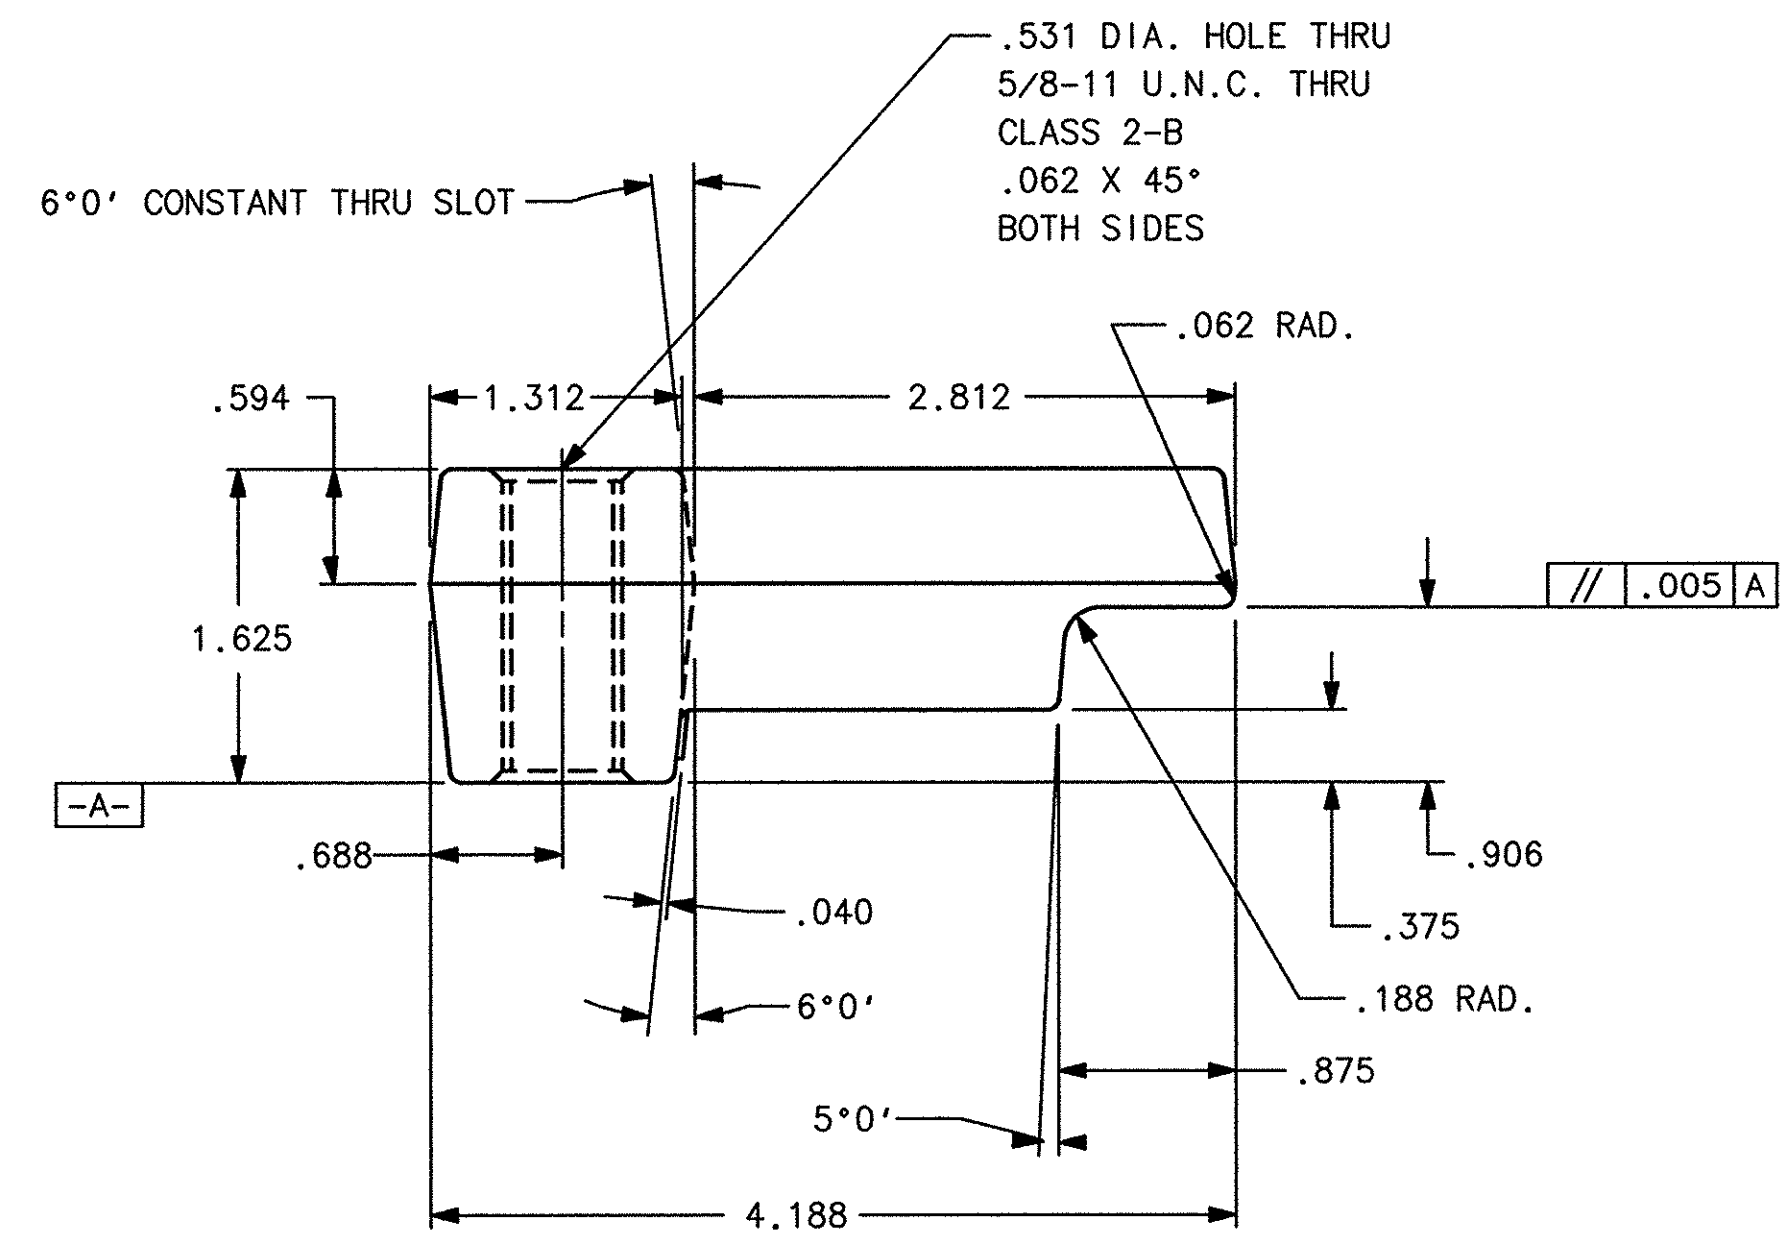 .531 DIA. HOLE THRU
5/8-11 U.N.C. THRU
CLASS 2-B
.062 X 45°
BOTH SIDES
6°0' CONSTANT THRU SLOT
.062 RAD.
.594
1.312
2.812
// .005 A
1.625
-A-
.688
.906
.040
.375
6°0'
.188 RAD.
.875
5°0'
4.188